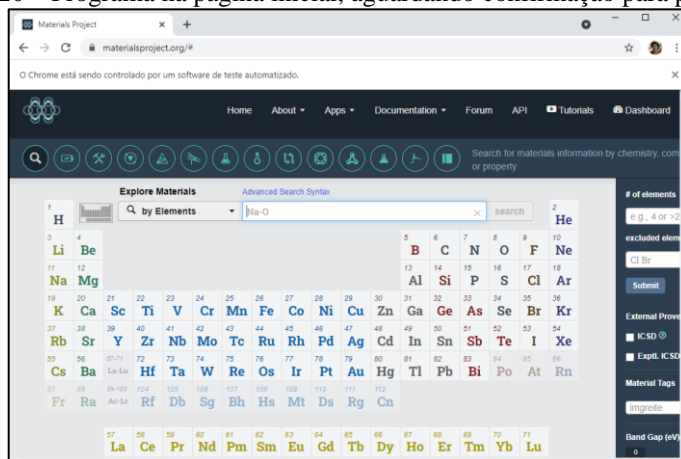 Programa na página inicial, aguardando confirmação para p
Materials Project
materialsproject.org/#
O Chrome está sendo controlado por um software de teste automatizado.
Home About Apps Documentation Forum API Tutorials Dashboard
Search for materials information by chemistry, com
or property
Explore Materials Advanced Search Syntax
by Elements Na-O search
# of elements
e.g., 4 or >2
excluded elem
Cl Br
Submit
External Prove
ICSD
Exptl. ICSD
Material Tags
imgreite
Band Gap (eV)
0
1 H 2 He
3 Li 4 Be 5 B 6 C 7 N 8 O 9 F 10 Ne
11 Na 12 Mg 13 Al 14 Si 15 P 16 S 17 Cl 18 Ar
19 K 20 Ca 21 Sc 22 Ti 23 V 24 Cr 25 Mn 26 Fe 27 Co 28 Ni 29 Cu 30 Zn 31 Ga 32 Ge 33 As 34 Se 35 Br 36 Kr
37 Rb 38 Sr 39 Y 40 Zr 41 Nb 42 Mo 43 Tc 44 Ru 45 Rh 46 Pd 47 Ag 48 Cd 49 In 50 Sn 51 Sb 52 Te 53 I 54 Xe
55 Cs 56 Ba 57-71 La-Lu 72 Hf 73 Ta 74 W 75 Re 76 Os 77 Ir 78 Pt 79 Au 80 Hg 81 Tl 82 Pb 83 Bi 84 Po 85 At 86 Rn
87 Fr 88 Ra 89-103 Ac-Lr 104 Rf 105 Db 106 Sg 107 Bh 108 Hs 109 Mt 110 Ds 111 Rg 112 Cn
57 La 58 Ce 59 Pr 60 Nd 61 Pm 62 Sm 63 Eu 64 Gd 65 Tb 66 Dy 67 Ho 68 Er 69 Tm 70 Yb 71 Lu